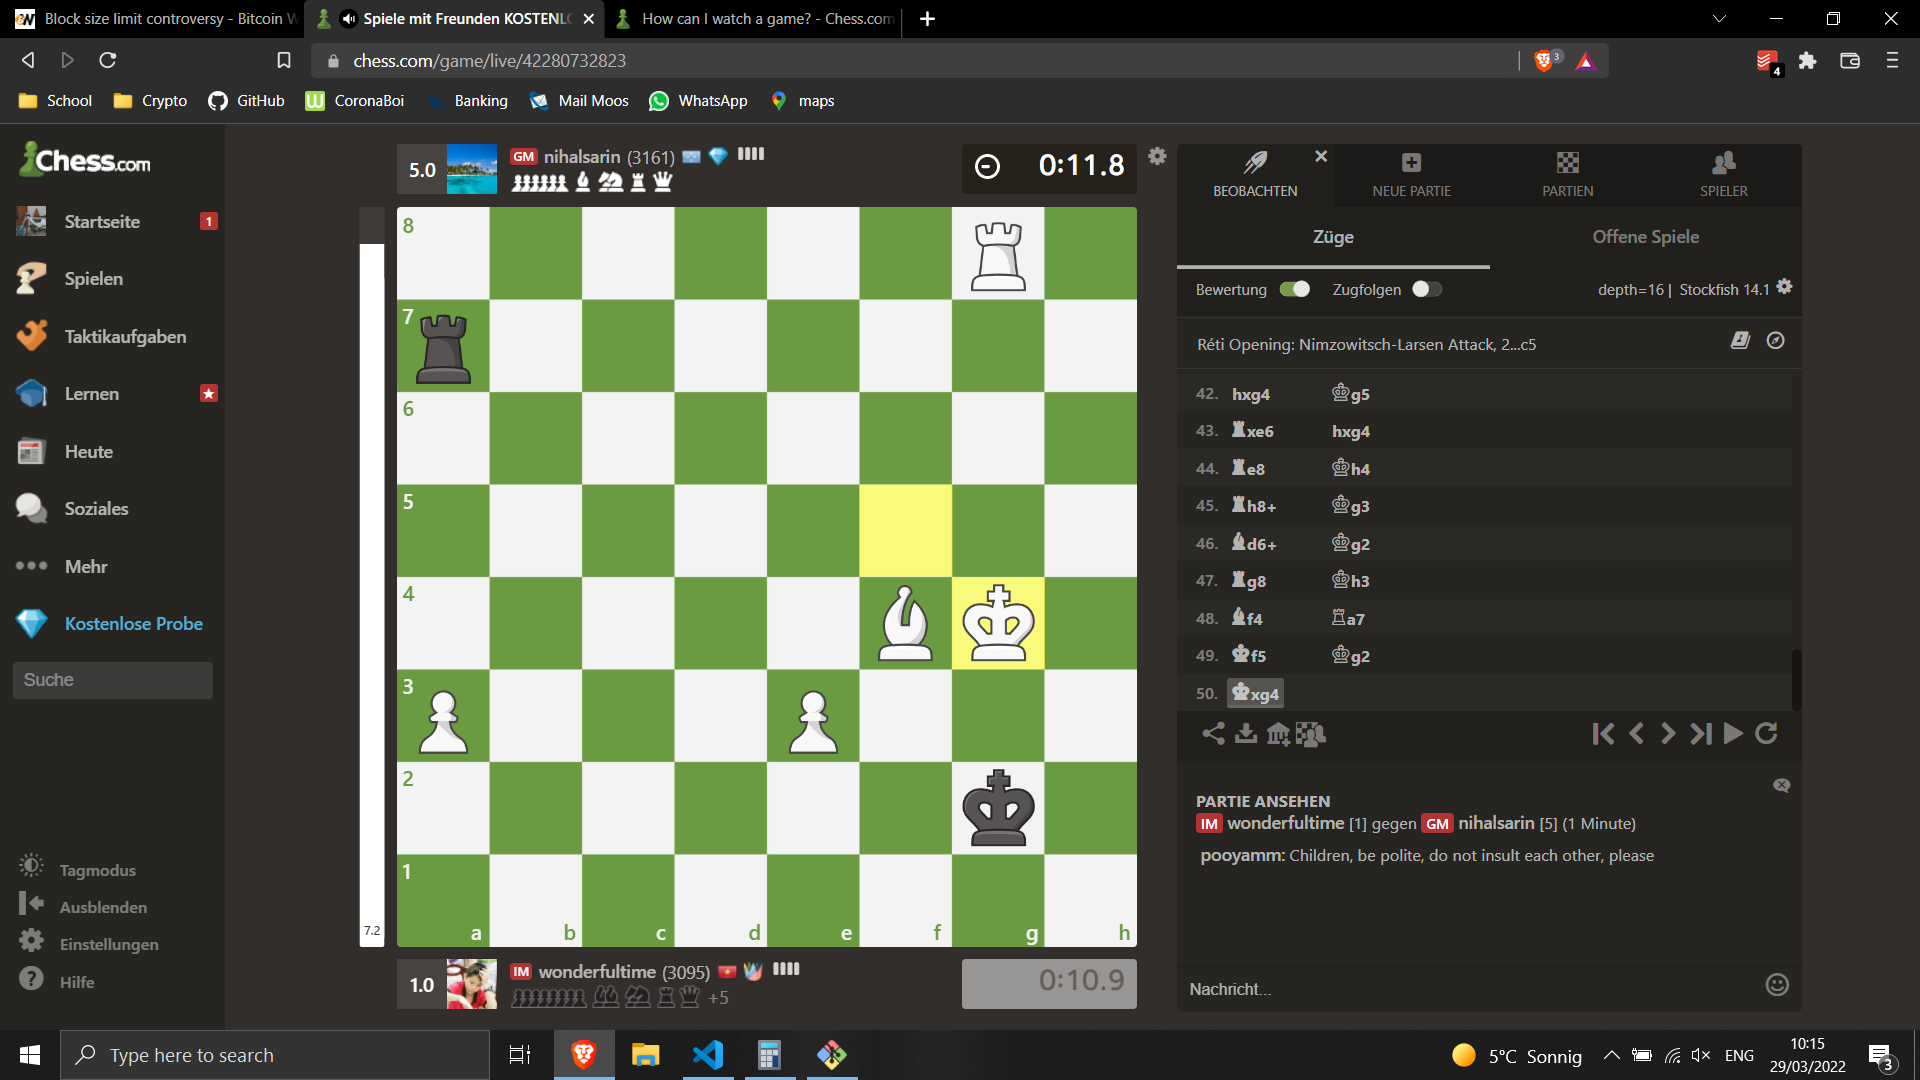 Block size limit controversy - Bitcoin W
Spiele mit Freunden KOSTENLO
How can I watch a game? - Chess.com
chess.com/game/live/42280732823
3
4
School
Crypto
GitHub
CoronaBoi
Banking
Mail Moos
WhatsApp
maps
Chess.com
Startseite
1
Spielen
Taktikaufgaben
Lernen
Heute
Soziales
Mehr
Kostenlose Probe
Suche
Tagmodus
Ausblenden
Einstellungen
Hilfe
5.0
GM nihalsarin (3161)
0:11.8
8
7
6
5
4
3
2
1
a b c d e f g h
7.2
1.0
IM wonderfultime (3095)
+5
0:10.9
BEOBACHTEN
NEUE PARTIE
PARTIEN
SPIELER
Züge
Offene Spiele
Bewertung
Zugfolgen
depth=16 | Stockfish 14.1
Réti Opening: Nimzowitsch-Larsen Attack, 2...c5
42. hxg4 ♔g5
43. ♜xe6 hxg4
44. ♜e8 ♔h4
45. ♜h8+ ♔g3
46. ♝d6+ ♔g2
47. ♜g8 ♔h3
48. ♝f4 ♖a7
49. ♚f5 ♔g2
50. ♚xg4
PARTIE ANSEHEN
IM wonderfultime [1] gegen GM nihalsarin [5] (1 Minute)
pooyamm: Children, be polite, do not insult each other, please
Nachricht...
Type here to search
5°C Sonnig
ENG
10:15
29/03/2022
3